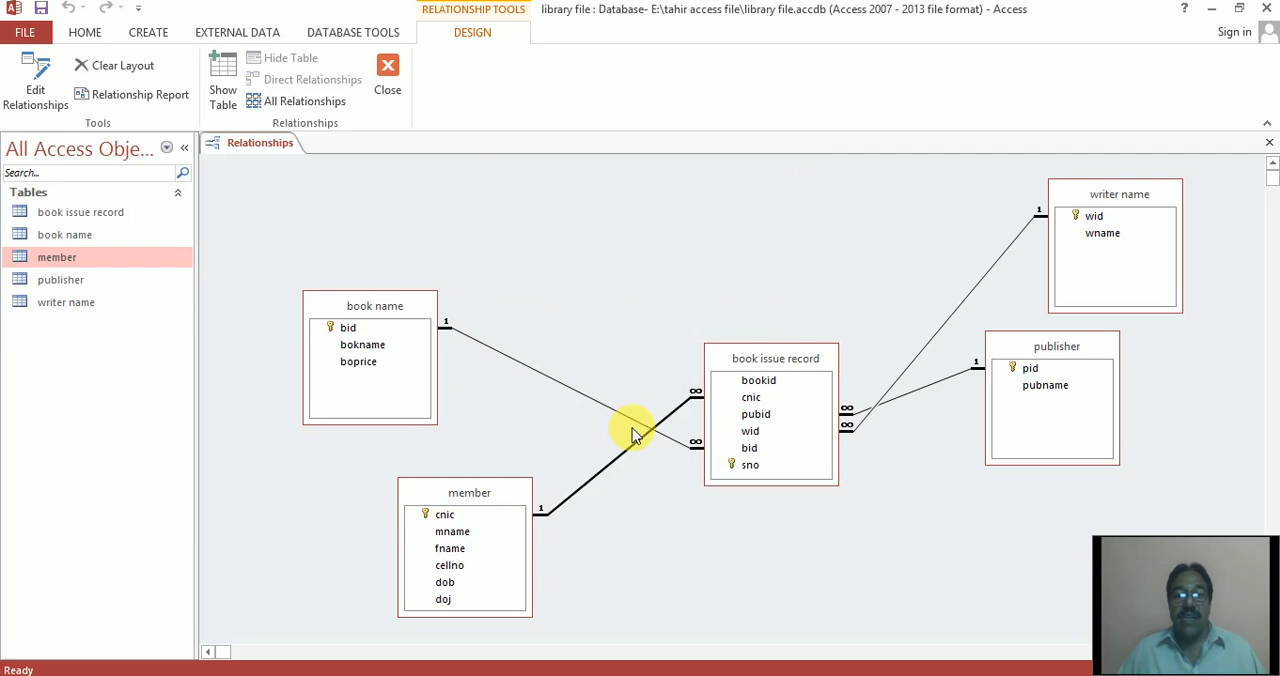 RELATIONSHIP TOOLS
library file : Database- E:\tahir access file\library file.accdb (Access 2007 - 2013 file format) - Access
?
FILE
HOME
CREATE
EXTERNAL DATA
DATABASE TOOLS
DESIGN
Sign in
Edit
Relationships
Clear Layout
Relationship Report
Tools
Show
Table
Hide Table
Direct Relationships
All Relationships
Close
Relationships
All Access Obje...
Search...
Tables
book issue record
book name
member
publisher
writer name
Relationships
writer name
wid
wname
1
book name
bid
bokname
boprice
1
book issue record
bookid
cnic
pubid
wid
bid
sno
∞
∞
∞
∞
publisher
pid
pubname
1
member
cnic
mname
fname
cellno
dob
doj
1
Ready